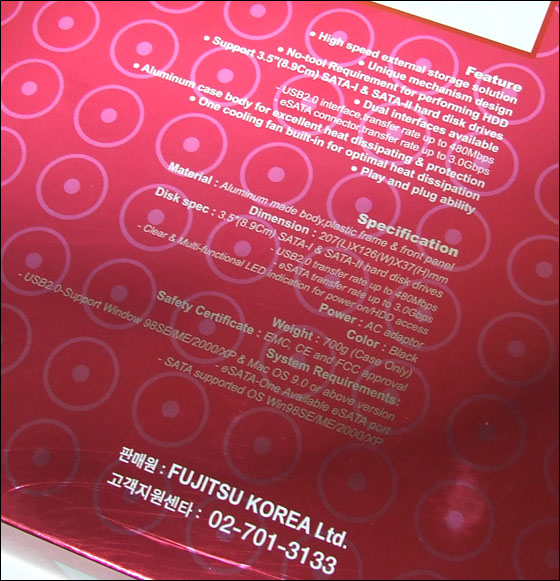 Feature
• High speed external storage solution
• Unique mechanism design
• No-tool Requirement for performing HDD
• Support 3.5"(8.9Cm) SATA-I & SATA-II hard disk drives
• Dual interfaces available
- USB2.0 interface,transfer rate up to 480Mbps
eSATA connector,transfer rate up to 3.0Gbps
• Aluminum case body for excellent heat dissipating & protection
• One cooling fan built-in for optimal heat dissipation
• Play and plug ability
Specification
Material : Aluminum made body,plastic frame & front panel
Dimension : 207(L)X126(W)X37(H)mm
Disk spec : 3.5"(8.9Cm) SATA-I & SATA-II hard disk drives
- USB2.0 transfer rate up to 480Mbps
- eSATA transfer rate up to 3.0Gbps
- Clear & Multi-functional LED indication for power on/HDD access
Power : AC adaptor
Color : Black
Weight : 700g (Case Only)
Safety Certificate : EMC, CE and FCC approval
System Requirements:
- USB2.0-Support Window 98SE/ME/2000/XP & Mac OS 9.0 or above version
- eSATA-One Available eSATA port
- SATA supported OS Win98SE/ME/2000/XP
판매원 : FUJITSU KOREA Ltd.
고객지원센타 : 02-701-3133